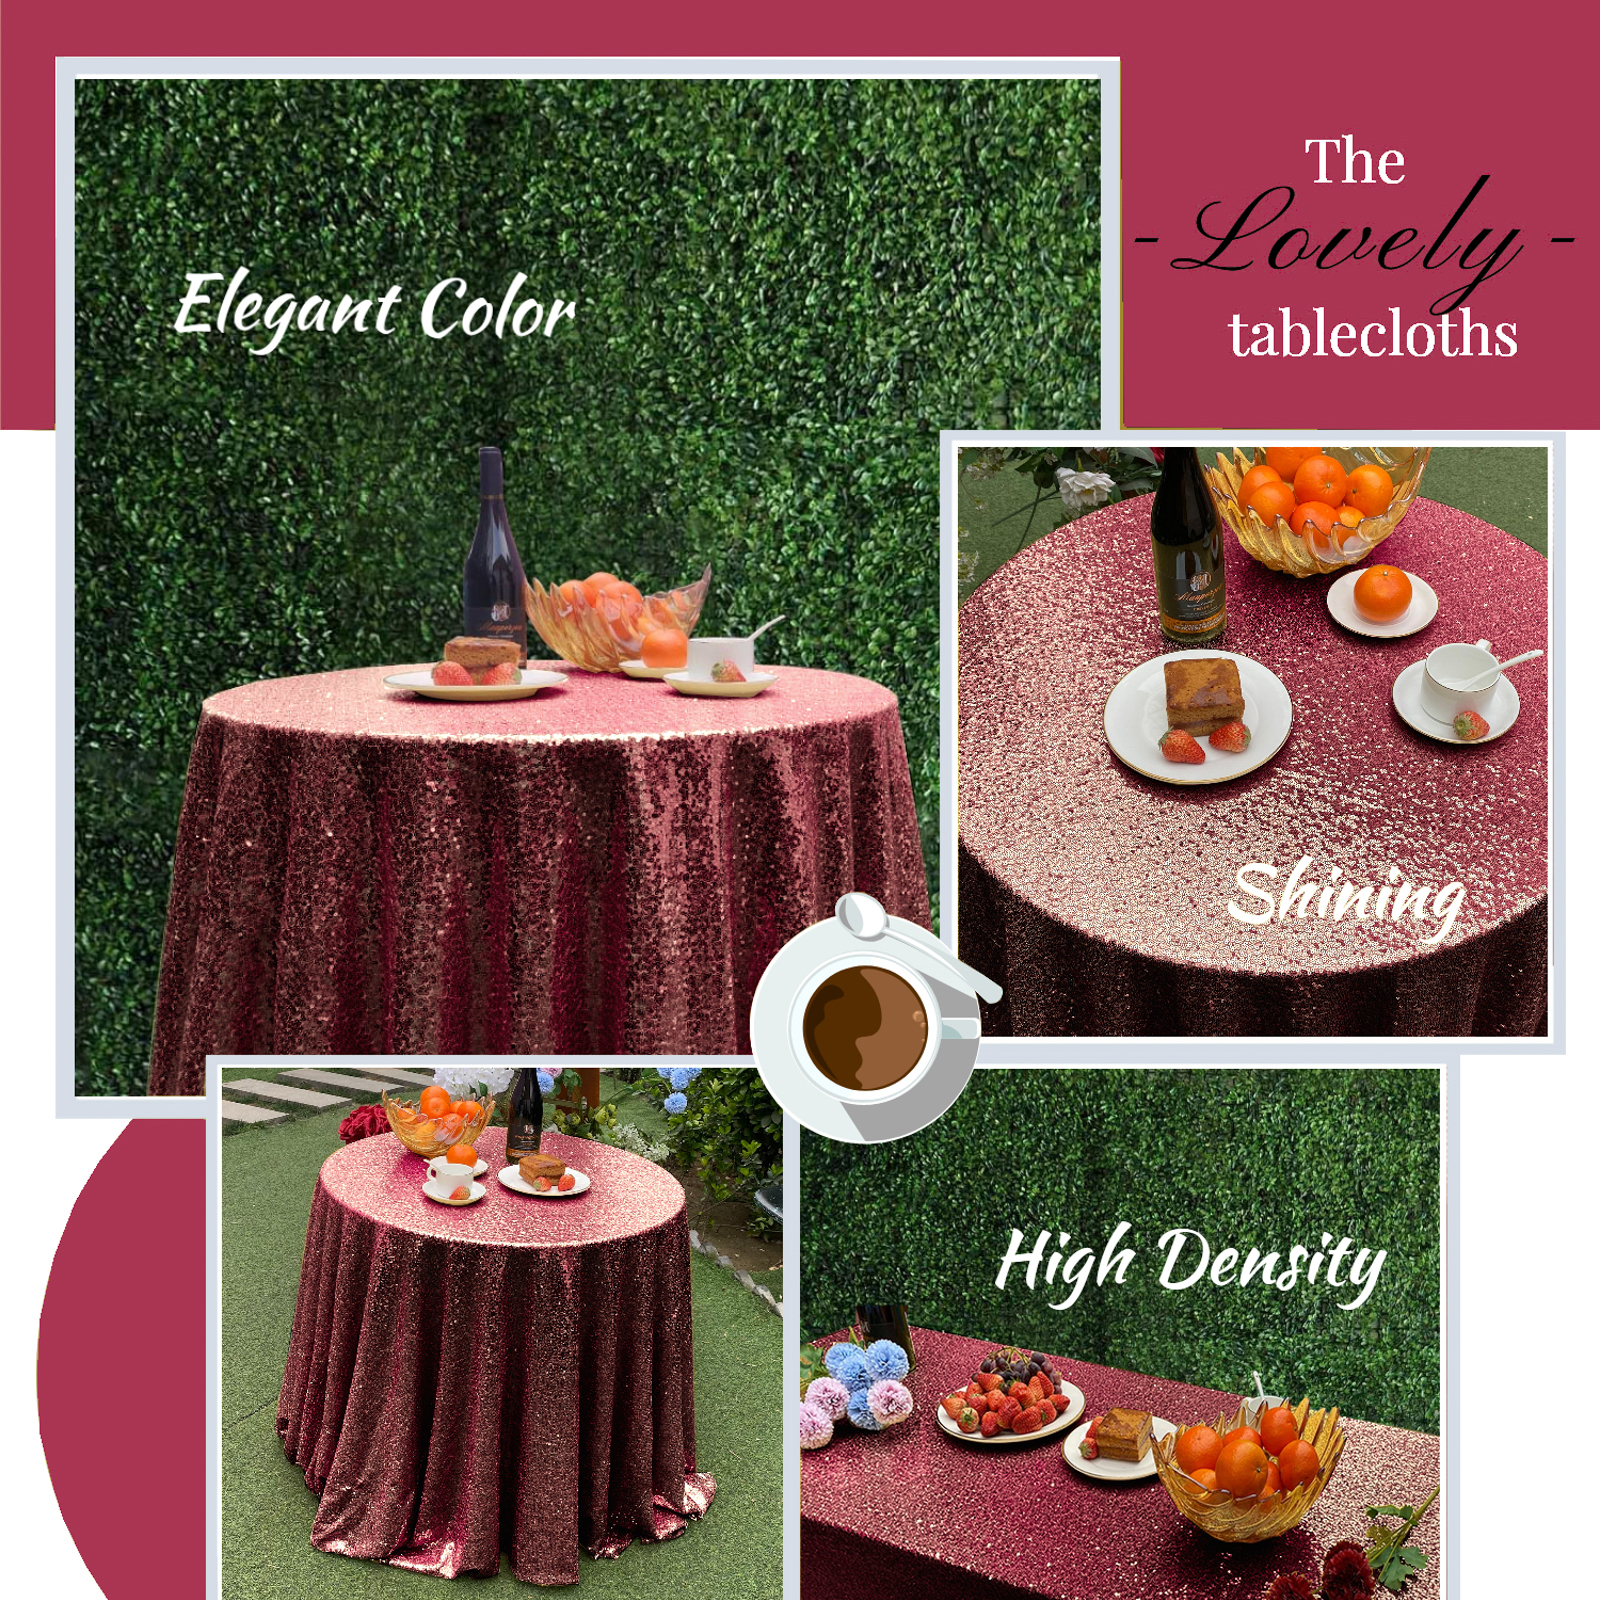 The
- Lovely -
tablecloths
Elegant Color
Shining
High Density